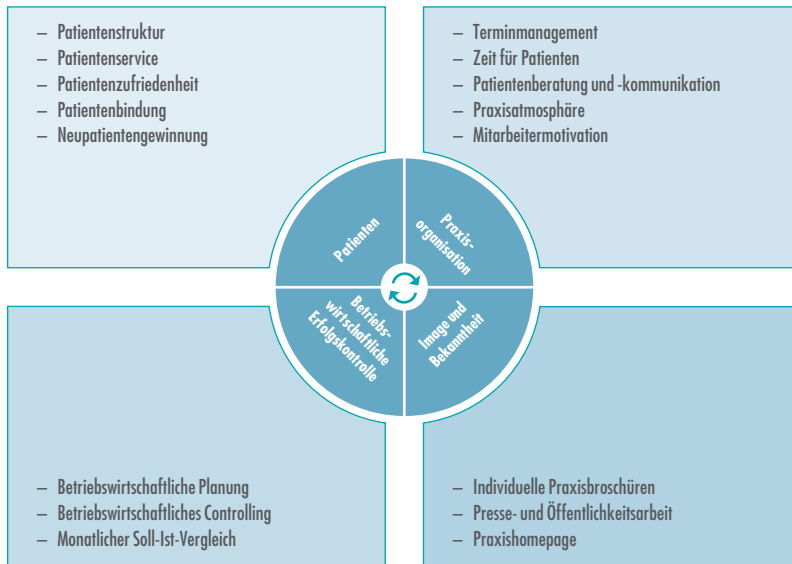 – Patientenstruktur
– Patientenservice
– Patientenzufriedenheit
– Patientenbindung
– Neupatientengewinnung
– Terminmanagement
– Zeit für Patienten
– Patientenberatung und -kommunikation
– Praxisatmosphäre
– Mitarbeitermotivation
Patienten
Praxis-
organisation
Betriebs-
wirtschaftliche
Erfolgskontrolle
Image und
Bekanntheit
– Betriebswirtschaftliche Planung
– Betriebswirtschaftliches Controlling
– Monatlicher Soll-Ist-Vergleich
– Individuelle Praxisbroschüren
– Presse- und Öffentlichkeitsarbeit
– Praxishomepage